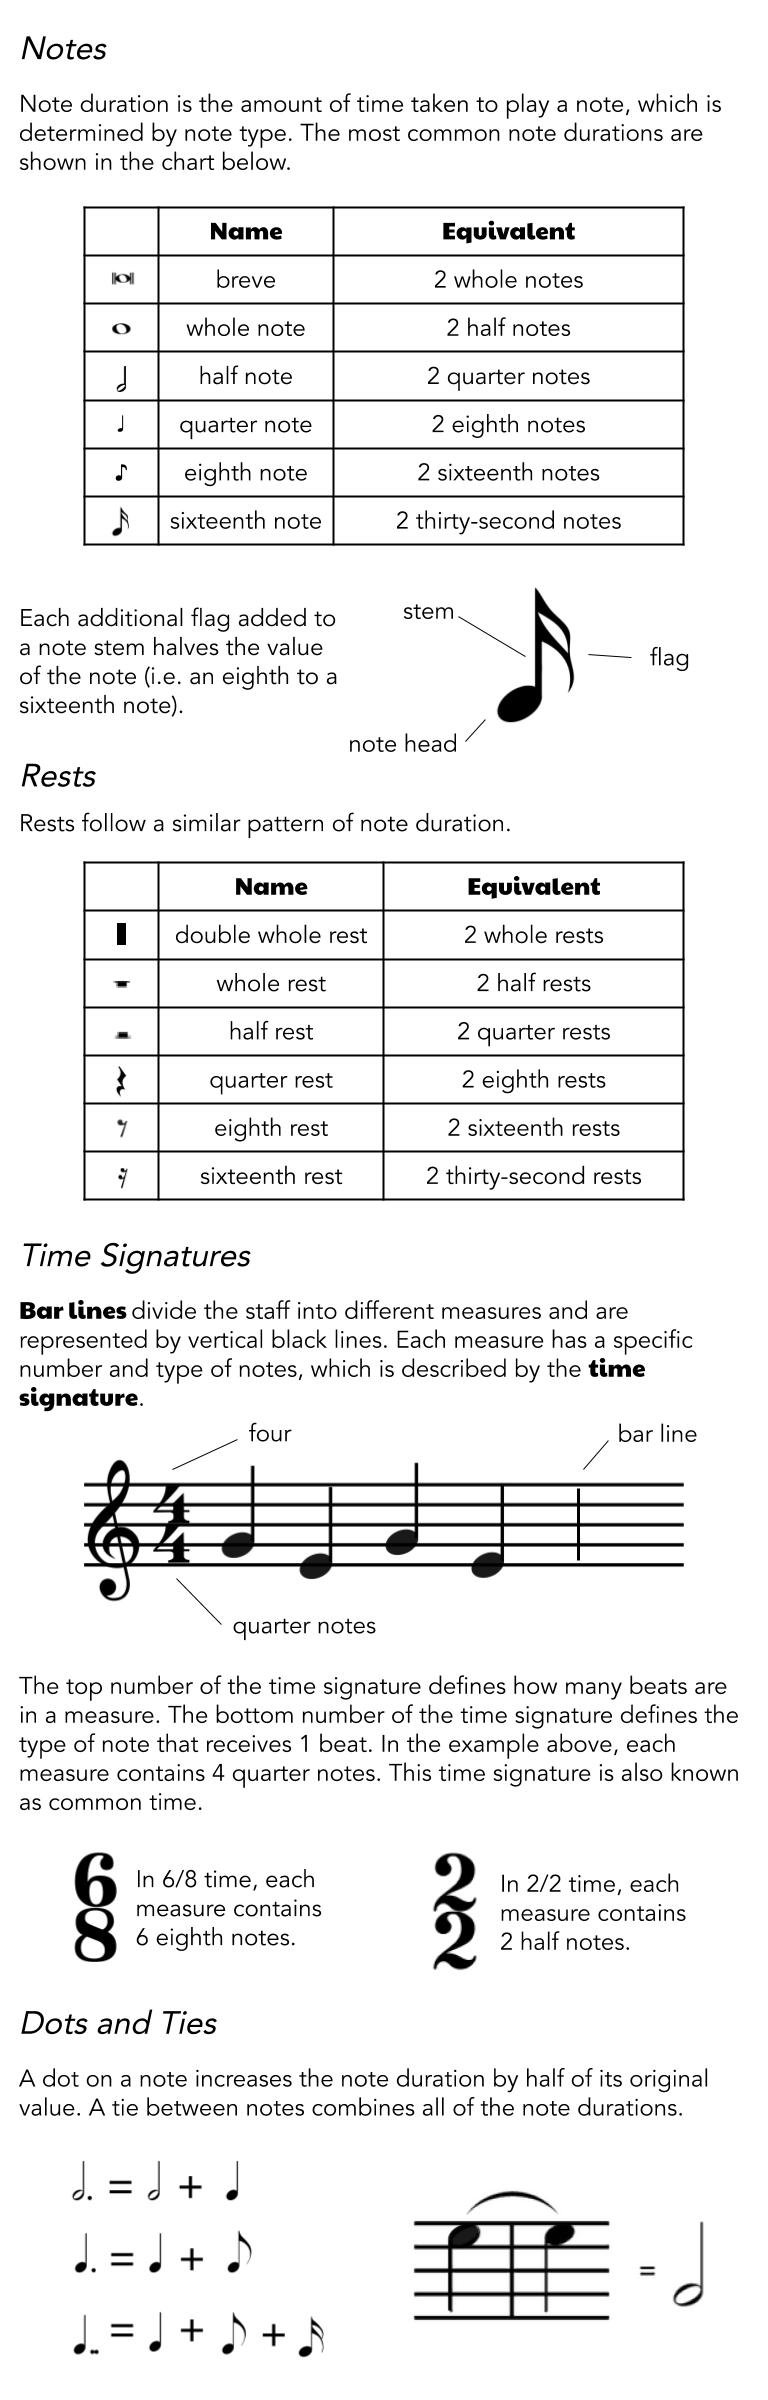 Notes
Note duration is the amount of time taken to play a note, which is
determined by note type. The most common note durations are
shown in the chart below.
Name Equivalent
breve 2 whole notes
whole note 2 half notes
half note 2 quarter notes
quarter note 2 eighth notes
eighth note 2 sixteenth notes
sixteenth note 2 thirty-second notes
Each additional flag added to
a note stem halves the value
of the note (i.e. an eighth to a
sixteenth note).
stem
flag
note head
Rests
Rests follow a similar pattern of note duration.
Name Equivalent
double whole rest 2 whole rests
whole rest 2 half rests
half rest 2 quarter rests
quarter rest 2 eighth rests
eighth rest 2 sixteenth rests
sixteenth rest 2 thirty-second rests
Time Signatures
Bar lines divide the staff into different measures and are
represented by vertical black lines. Each measure has a specific
number and type of notes, which is described by the time
signature.
four
bar line
4
4
quarter notes
The top number of the time signature defines how many beats are
in a measure. The bottom number of the time signature defines the
type of note that receives 1 beat. In the example above, each
measure contains 4 quarter notes. This time signature is also known
as common time.
6
8
In 6/8 time, each
measure contains
6 eighth notes.
2
2
In 2/2 time, each
measure contains
2 half notes.
Dots and Ties
A dot on a note increases the note duration by half of its original
value. A tie between notes combines all of the note durations.
= +
= +
= + +
=